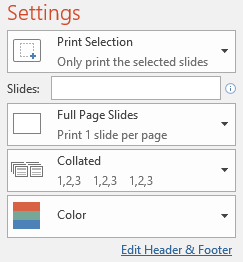 Settings
Print Selection
Only print the selected slides
Slides:
Full Page Slides
Print 1 slide per page
Collated
1,2,3 1,2,3 1,2,3
Color
Edit Header & Footer